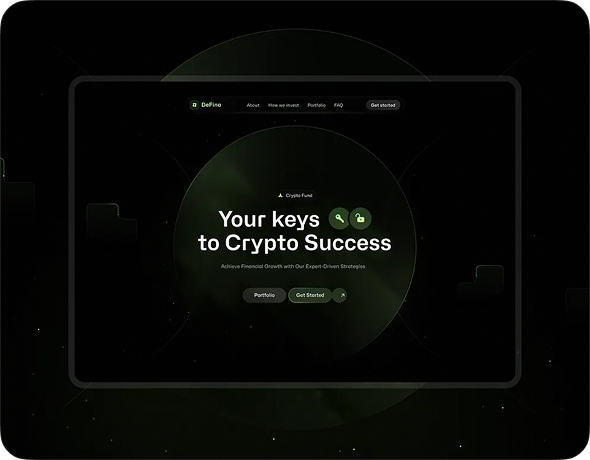 DeFino
About
How we invest
Portfolio
FAQ
Get started
Crypto Fund
Your keys
to Crypto Success
Achieve Financial Growth with Our Expert-Driven Strategies
Portfolio
Get Started